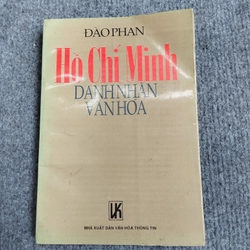 ĐÀO PHAN
Hồ Chí Minh
DANH NHÂN
VĂN HÓA
NHÀ XUẤT BẢN VĂN HÓA THÔNG TIN